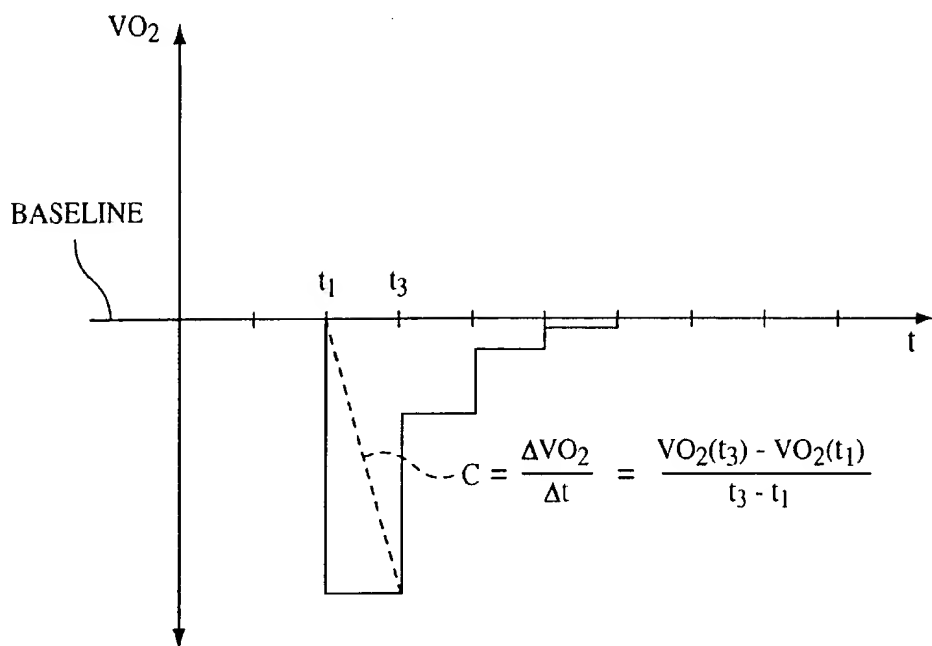 VO₂
BASELINE
t₁ t₃
t
C = ΔVO₂/Δt = VO₂(t₃) - VO₂(t₁)/t₃ - t₁